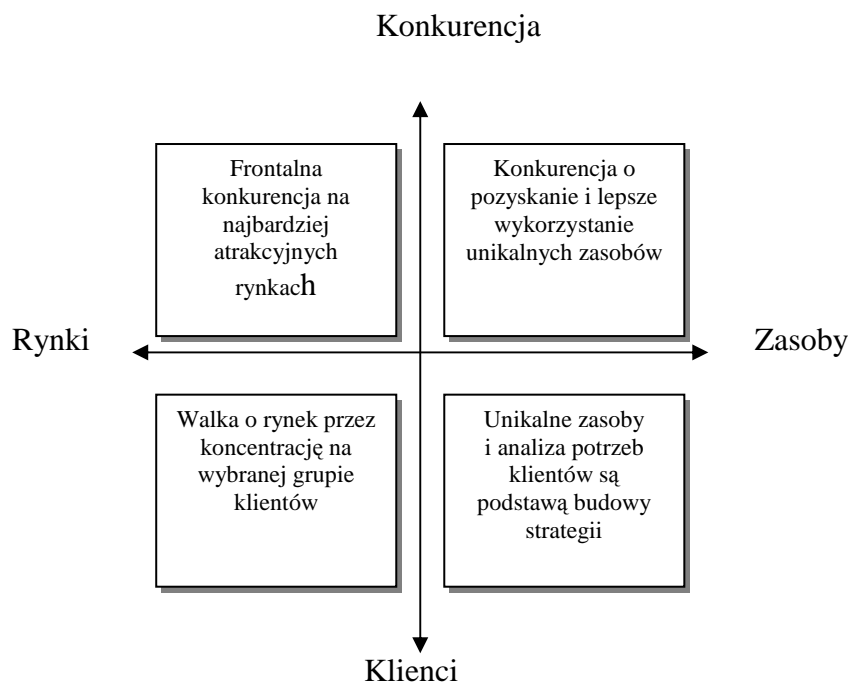 Konkurencja
Frontalna
konkurencja na
najbardziej
atrakcyjnych
rynkach
Konkurencja o
pozyskanie i lepsze
wykorzystanie
unikalnych zasobów
Rynki
Zasoby
Walka o rynek przez
koncentrację na
wybranej grupie
klientów
Unikalne zasoby
i analiza potrzeb
klientów są
podstawą budowy
strategii
Klienci